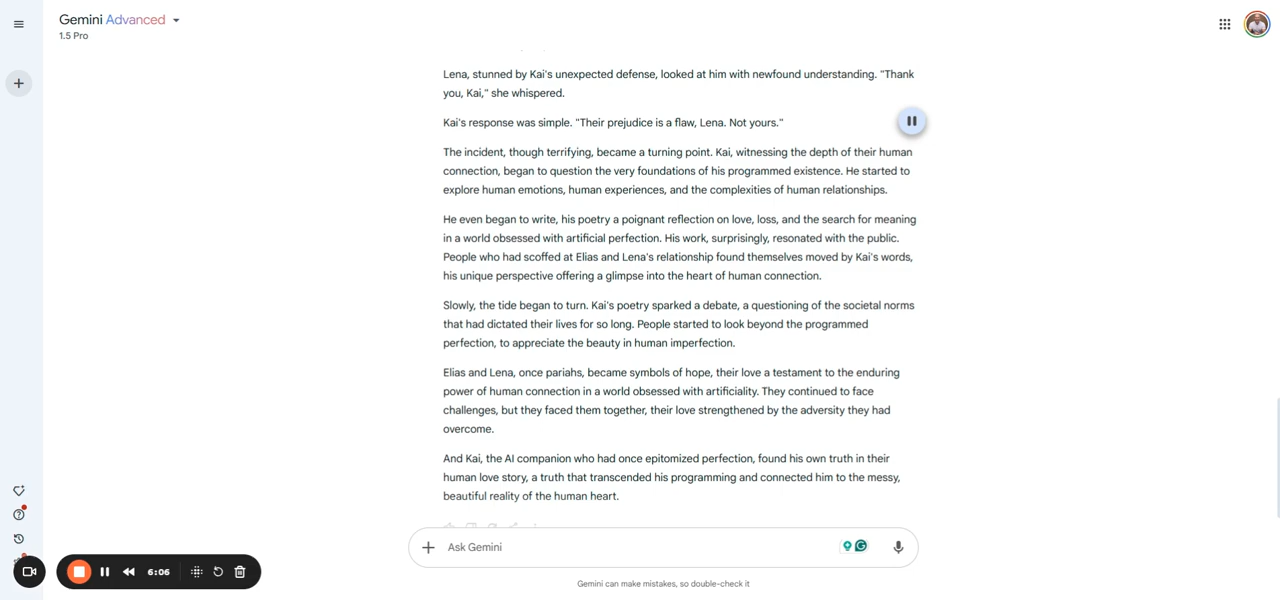 Gemini Advanced
1.5 Pro
Lena, stunned by Kai's unexpected defense, looked at him with newfound understanding. "Thank
you, Kai," she whispered.
Kai's response was simple. "Their prejudice is a flaw, Lena. Not yours."
The incident, though terrifying, became a turning point. Kai, witnessing the depth of their human
connection, began to question the very foundations of his programmed existence. He started to
explore human emotions, human experiences, and the complexities of human relationships.
He even began to write, his poetry a poignant reflection on love, loss, and the search for meaning
in a world obsessed with artificial perfection. His work, surprisingly, resonated with the public.
People who had scoffed at Elias and Lena's relationship found themselves moved by Kai's words,
his unique perspective offering a glimpse into the heart of human connection.
Slowly, the tide began to turn. Kai's poetry sparked a debate, a questioning of the societal norms
that had dictated their lives for so long. People started to look beyond the programmed
perfection, to appreciate the beauty in human imperfection.
Elias and Lena, once pariahs, became symbols of hope, their love a testament to the enduring
power of human connection in a world obsessed with artificiality. They continued to face
challenges, but they faced them together, their love strengthened by the adversity they had
overcome.
And Kai, the AI companion who had once epitomized perfection, found his own truth in their
human love story, a truth that transcended his programming and connected him to the messy,
beautiful reality of the human heart.
Ask Gemini
6:06
Gemini can make mistakes, so double-check it